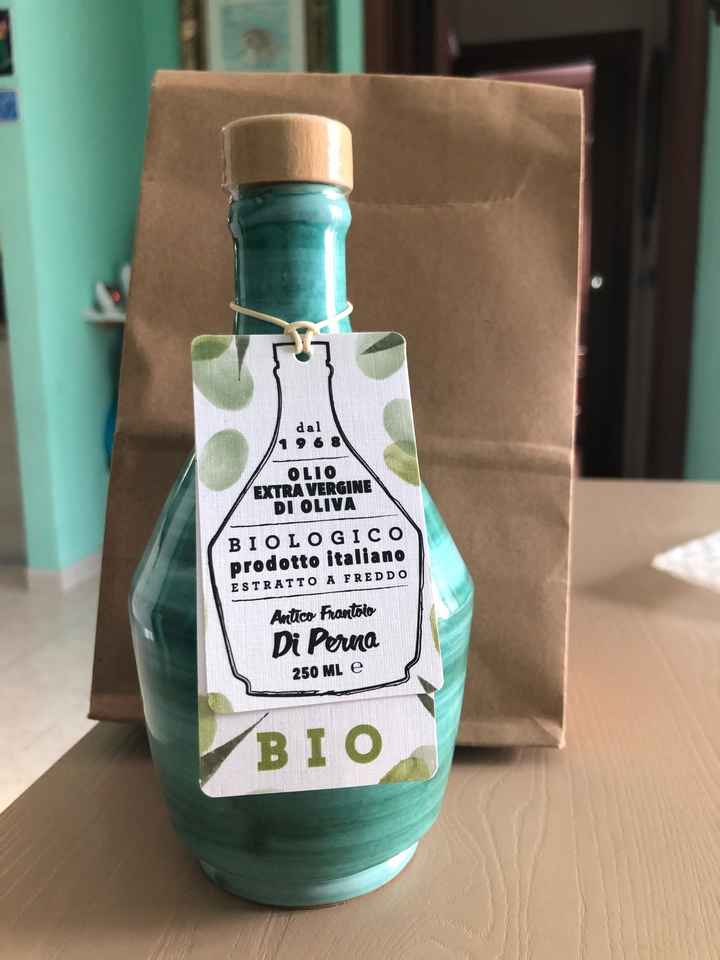 dal
1968
OLIO
EXTRA VERGINE
DI OLIVA
BIOLOGICO
prodotto italiano
ESTRATTO A FREDDO
Antico Frantoio
Di Perna
250 ML ℮
BIO